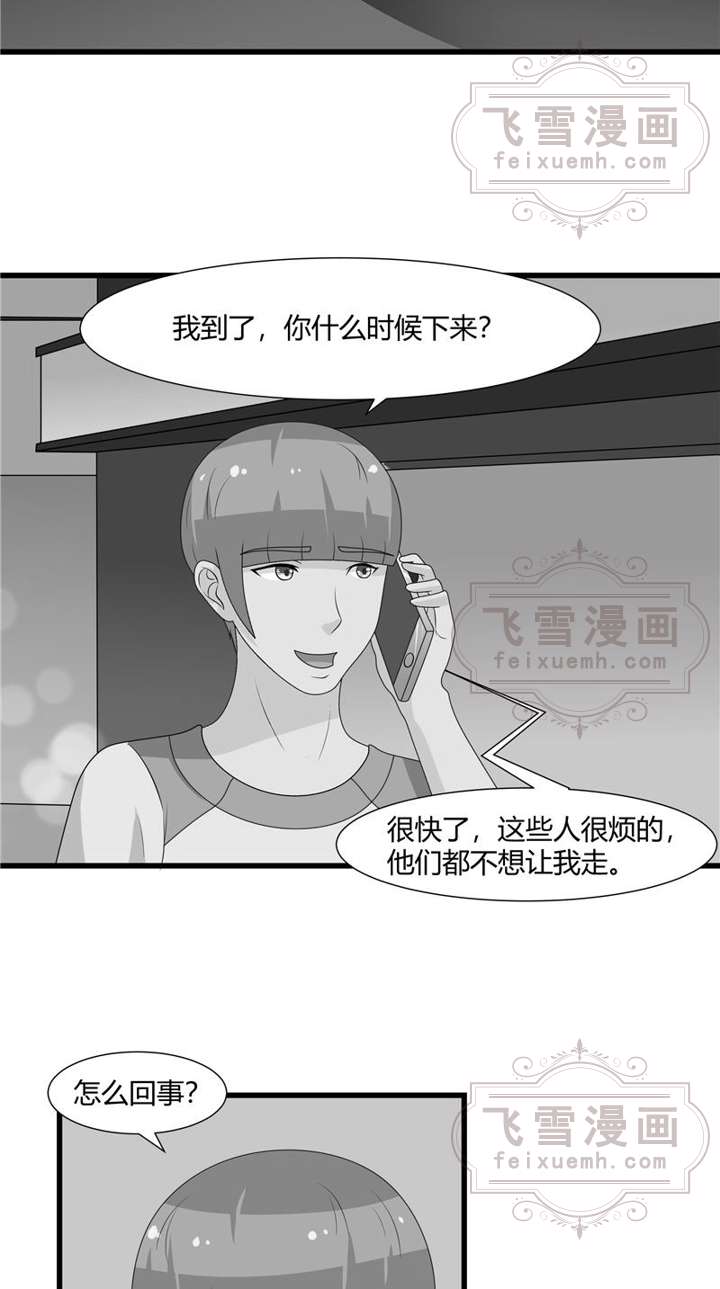 飞雪漫画
feixuemh.com
我到了，你什么时候下来？
飞雪漫画
feixuemh.com
很快了，这些人很烦的，
他们都不想让我走。
怎么回事？
飞雪漫画
feixuemh.com